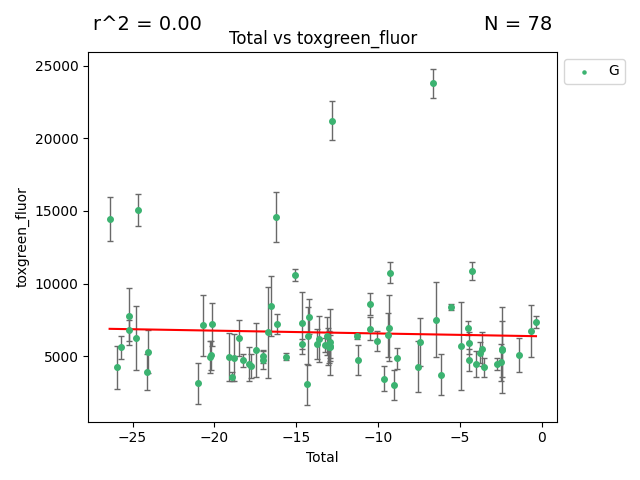 r^2 = 0.00
N = 78
Total vs toxgreen_fluor
G
25000
20000
15000
10000
5000
toxgreen_fluor
−25
−20
−15
−10
−5
0
Total